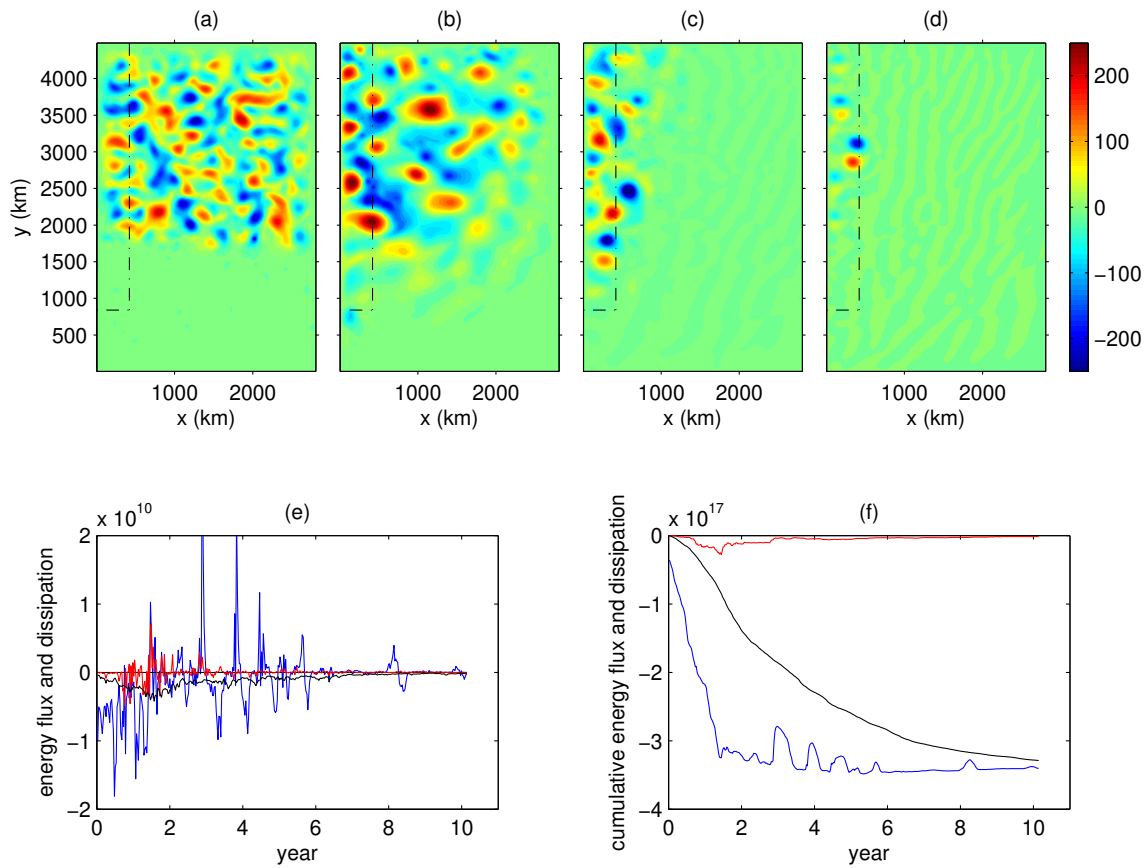 (a) (b) (c) (d)
4000
3500
3000
2500
2000
1500
1000
500
y (km)
1000 2000
1000 2000
1000 2000
1000 2000
x (km) x (km) x (km) x (km)
200
100
0
−100
−200
(e)
x 10^10
2
1
0
−1
−2
energy flux and dissipation
0 2 4 6 8 10
year
(f)
x 10^17
0
−1
−2
−3
−4
cumulative energy flux and dissipation
0 2 4 6 8 10
year